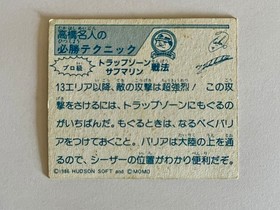 高橋名人の
必勝テクニック
プロ級
トラップゾーン
サブマリン
戦法
13エリア以降、敵の攻撃は超強烈! この攻
撃をさけるには、トラップゾーンにもぐるの
がいちばんだ。もぐるときは、なるべくバリ
アをつけておこと。バリアは大陸の上を通
るので、シーザーの位置がわかり便利だぞ。
©1986 HUDSON SOFT and ©MOMO